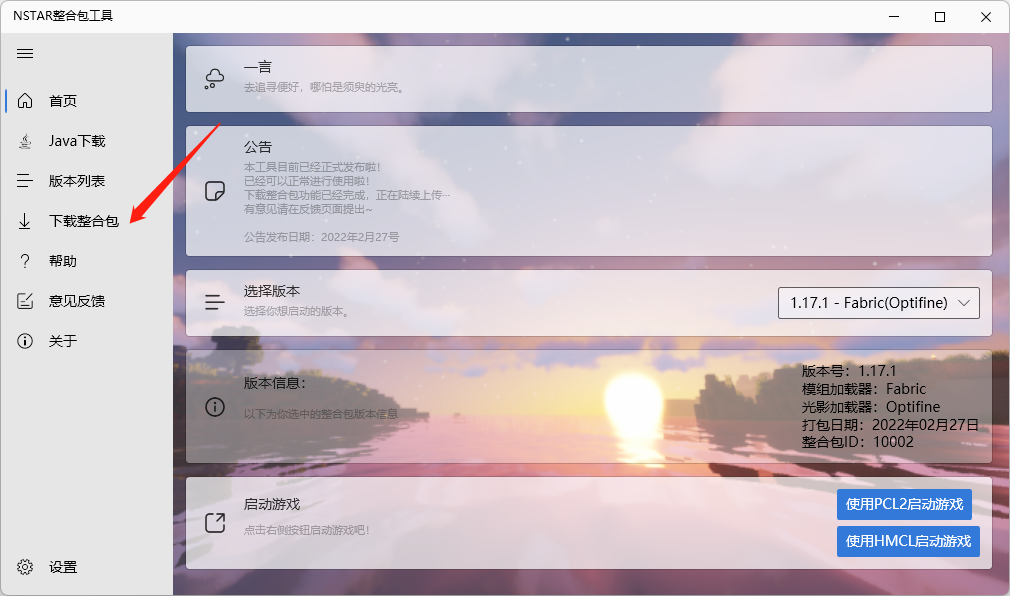 NSTAR整合包工具
首页
Java下载
版本列表
下载整合包
帮助
意见反馈
关于
设置
一言
去追寻便好，哪怕是须臾的光亮。
公告
本工具目前已经正式发布啦！
已经可以正常进行使用啦！
下载整合包功能已经完成，正在陆续上传…
有意见请在反馈页面提出~
公告发布日期：2022年2月27号
选择版本
选择你想启动的版本。
1.17.1 - Fabric(Optifine)
版本信息：
以下为你选中的整合包版本信息
版本号：1.17.1
模组加载器：Fabric
光影加载器：Optifine
打包日期：2022年02月27日
整合包ID：10002
启动游戏
点击右侧按钮启动游戏吧！
使用PCL2启动游戏
使用HMCL启动游戏